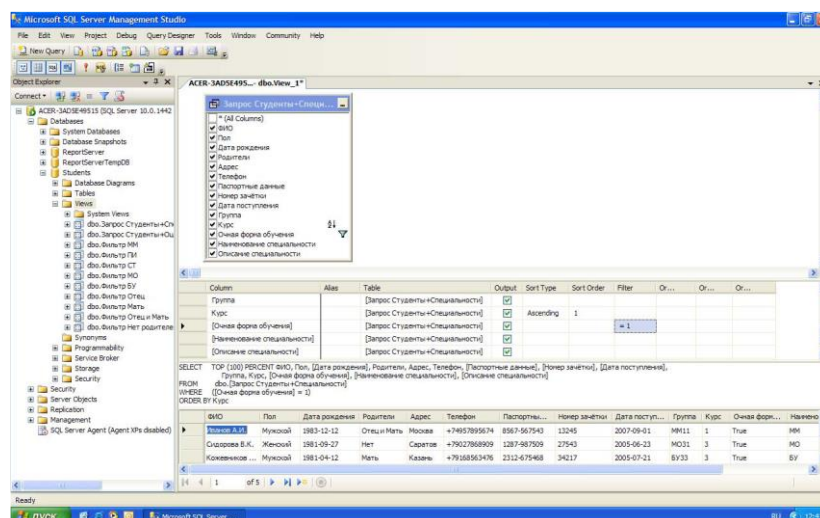 Microsoft SQL Server Management Studio
File Edit View Project Debug Query Designer Tools Window Community Help
New Query
Object Explorer
Connect
ACER-3AD5E49515 (SQL Server 10.0.1442
Databases
System Databases
Database Snapshots
ReportServer
ReportServerTempDB
Students
Database Diagrams
Tables
Views
System Views
dbo.Запрос Студенты+Сп
dbo.Запрос Студенты+Оц
dbo.Фильтр ММ
dbo.Фильтр ПИ
dbo.Фильтр СТ
dbo.Фильтр МО
dbo.Фильтр БУ
dbo.Фильтр Отец
dbo.Фильтр Мать
dbo.Фильтр Отец и Мать
dbo.Фильтр Нет родителе
Synonyms
Programmability
Service Broker
Storage
Security
Security
Server Objects
Replication
Management
SQL Server Agent (Agent XPs disabled)
ACER-3AD5E495...- dbo.View_1*
Запрос Студенты+Специ...
* (All Columns)
ФИО
Пол
Дата рождения
Родители
Адрес
Телефон
Паспортные данные
Номер зачётки
Дата поступления
Группа
Курс
Очная форма обучения
Наименование специальности
Описание специальности
Column Alias Table Output Sort Type Sort Order Filter Or... Or... Or...
Группа [Запрос Студенты+Специальности]
Курс [Запрос Студенты+Специальности] Ascending 1
[Очная форма обучения] [Запрос Студенты+Специальности] = 1
[Наименование специальности] [Запрос Студенты+Специальности]
[Описание специальности] [Запрос Студенты+Специальности]
SELECT TOP (100) PERCENT ФИО, Пол, [Дата рождения], Родители, Адрес, Телефон, [Паспортные данные], [Номер зачётки], [Дата поступления],
Группа, Курс, [Очная форма обучения], [Наименование специальности], [Описание специальности]
FROM dbo.[Запрос Студенты+Специальности]
WHERE ([Очная форма обучения] = 1)
ORDER BY Курс
ФИО Пол Дата рождения Родители Адрес Телефон Паспортны... Номер зачётки Дата поступ... Группа Курс Очная форм... Наимено
Иванов А.И. Мужской 1983-12-12 Отец и Мать Москва +74957895674 8567-567543 13245 2007-09-01 ММ11 1 True ММ
Сидорова В.К. Женский 1981-09-27 Нет Саратов +79027868909 1287-987509 27543 2005-06-23 МО31 3 True МО
Кожевников ... Мужской 1981-04-12 Мать Казань +79168563476 2312-675468 34217 2005-07-21 БУ33 3 True БУ
1 of 5
Ready
ПУСК Microsoft SQL Server RU